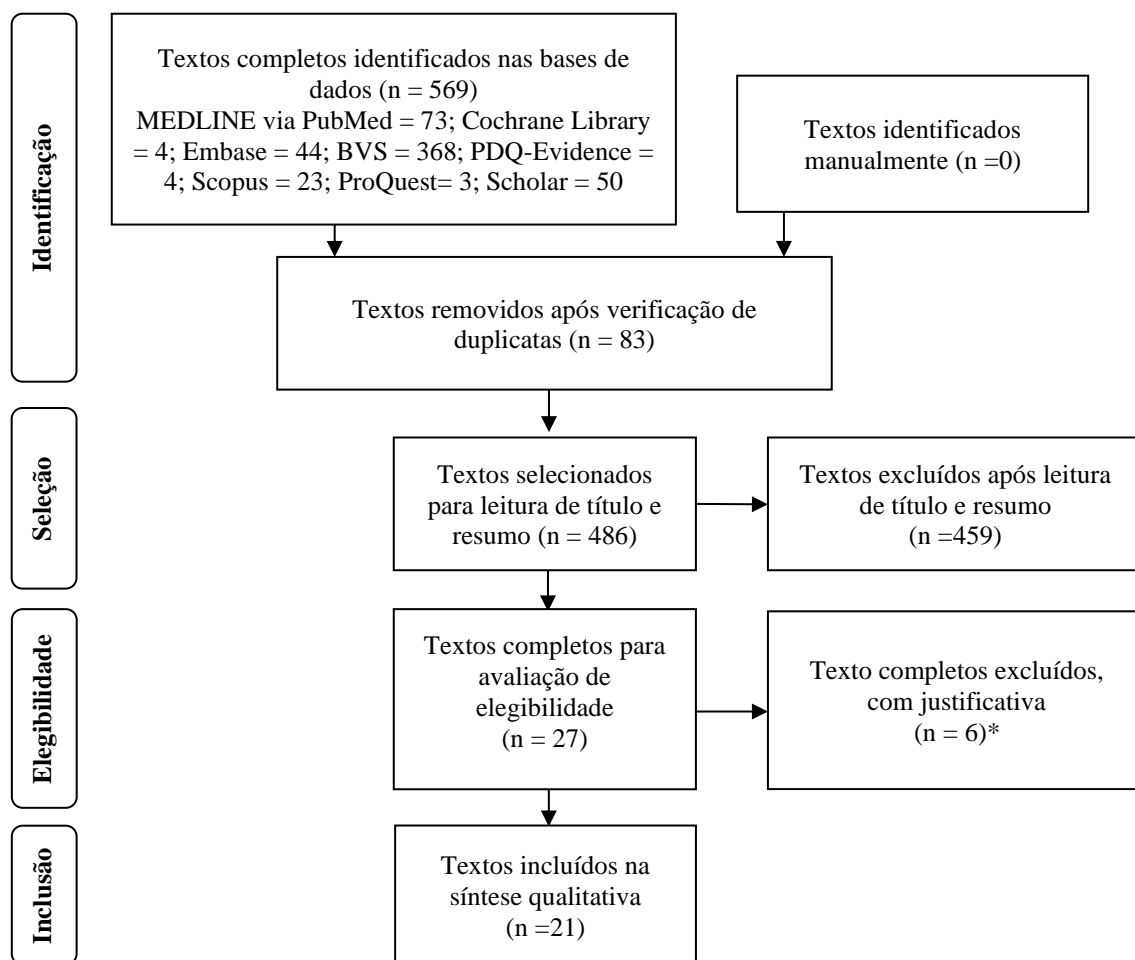 Identificação
Textos completos identificados nas bases de
dados (n = 569)
MEDLINE via PubMed = 73; Cochrane Library
= 4; Embase = 44; BVS = 368; PDQ-Evidence =
4; Scopus = 23; ProQuest= 3; Scholar = 50
Textos identificados
manualmente (n =0)
Textos removidos após verificação de
duplicatas (n = 83)
Seleção
Textos selecionados
para leitura de título e
resumo (n = 486)
Textos excluídos após leitura
de título e resumo
(n =459)
Elegibilidade
Textos completos para
avaliação de
elegibilidade
(n = 27)
Texto completos excluídos,
com justificativa
(n = 6)*
Inclusão
Textos incluídos na
síntese qualitativa
(n =21)